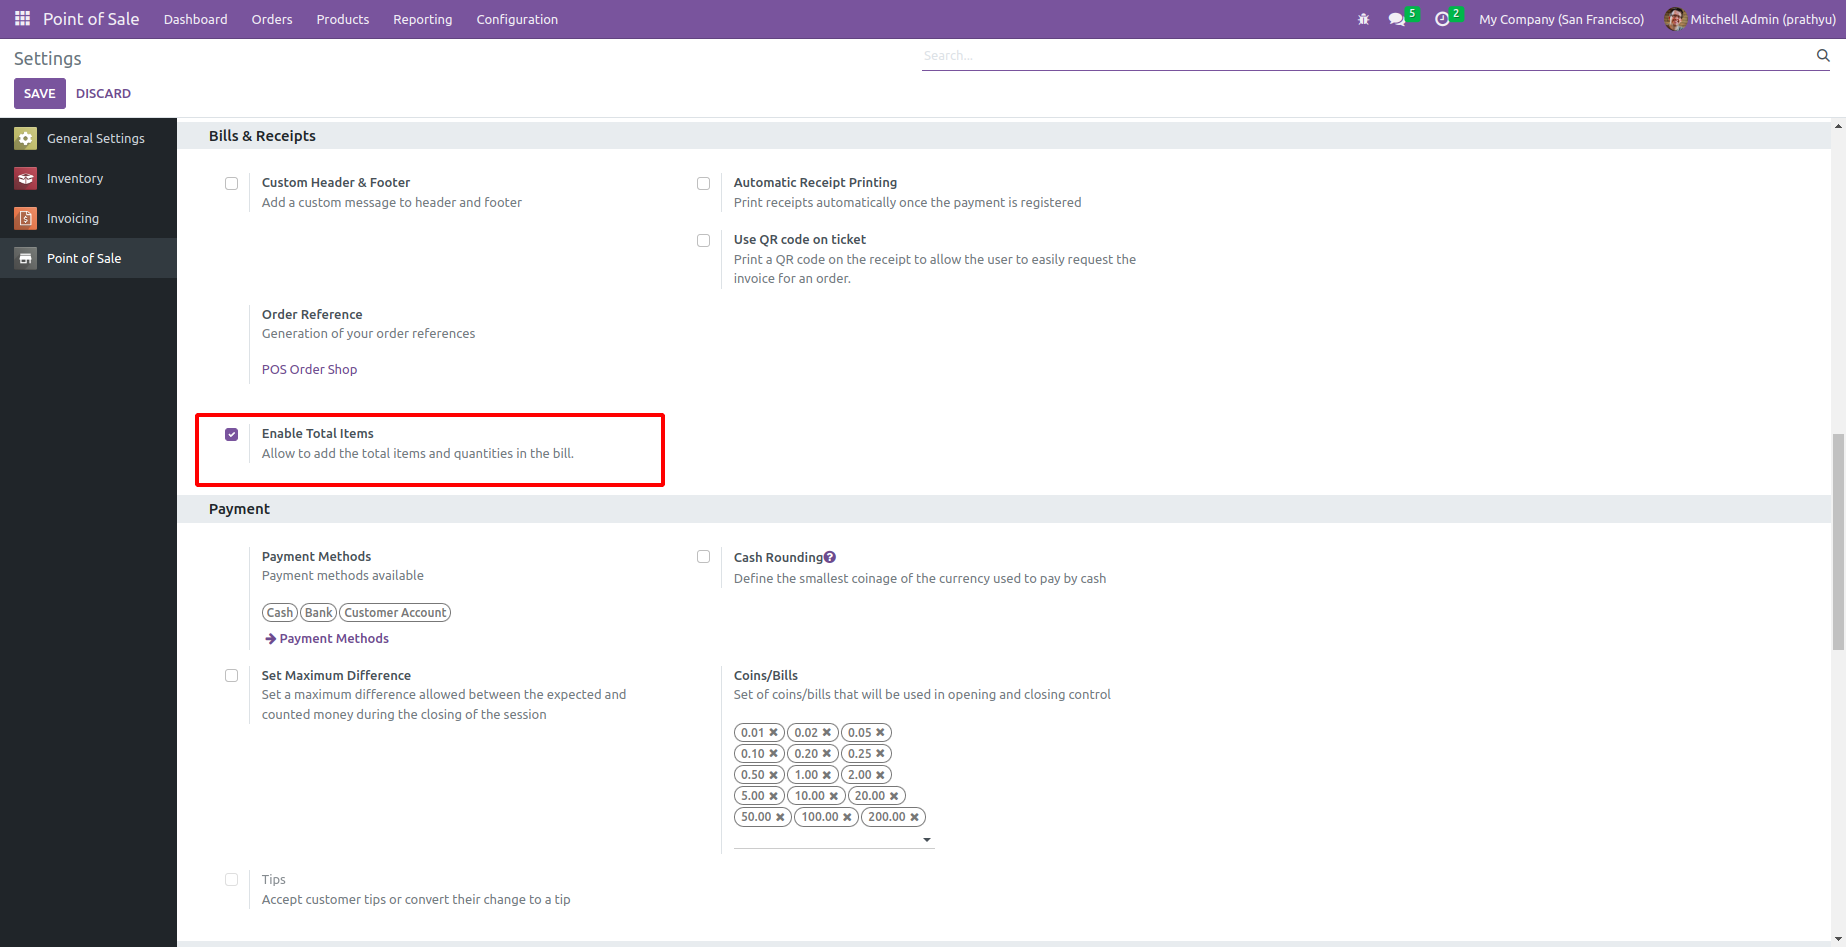 Point of Sale Dashboard Orders Products Reporting Configuration 5 2 My Company (San Francisco) Mitchell Admin (prathyu)
Settings
Search...
SAVE DISCARD
General Settings
Inventory
Invoicing
Point of Sale
Bills & Receipts
Custom Header & Footer
Add a custom message to header and footer
Automatic Receipt Printing
Print receipts automatically once the payment is registered
Use QR code on ticket
Print a QR code on the receipt to allow the user to easily request the
invoice for an order.
Order Reference
Generation of your order references
POS Order Shop
Enable Total Items
Allow to add the total items and quantities in the bill.
Payment
Payment Methods
Payment methods available
Cash Bank Customer Account
Payment Methods
Cash Rounding?
Define the smallest coinage of the currency used to pay by cash
Set Maximum Difference
Set a maximum difference allowed between the expected and
counted money during the closing of the session
Coins/Bills
Set of coins/bills that will be used in opening and closing control
0.01 0.02 0.05
0.10 0.20 0.25
0.50 1.00 2.00
5.00 10.00 20.00
50.00 100.00 200.00
Tips
Accept customer tips or convert their change to a tip